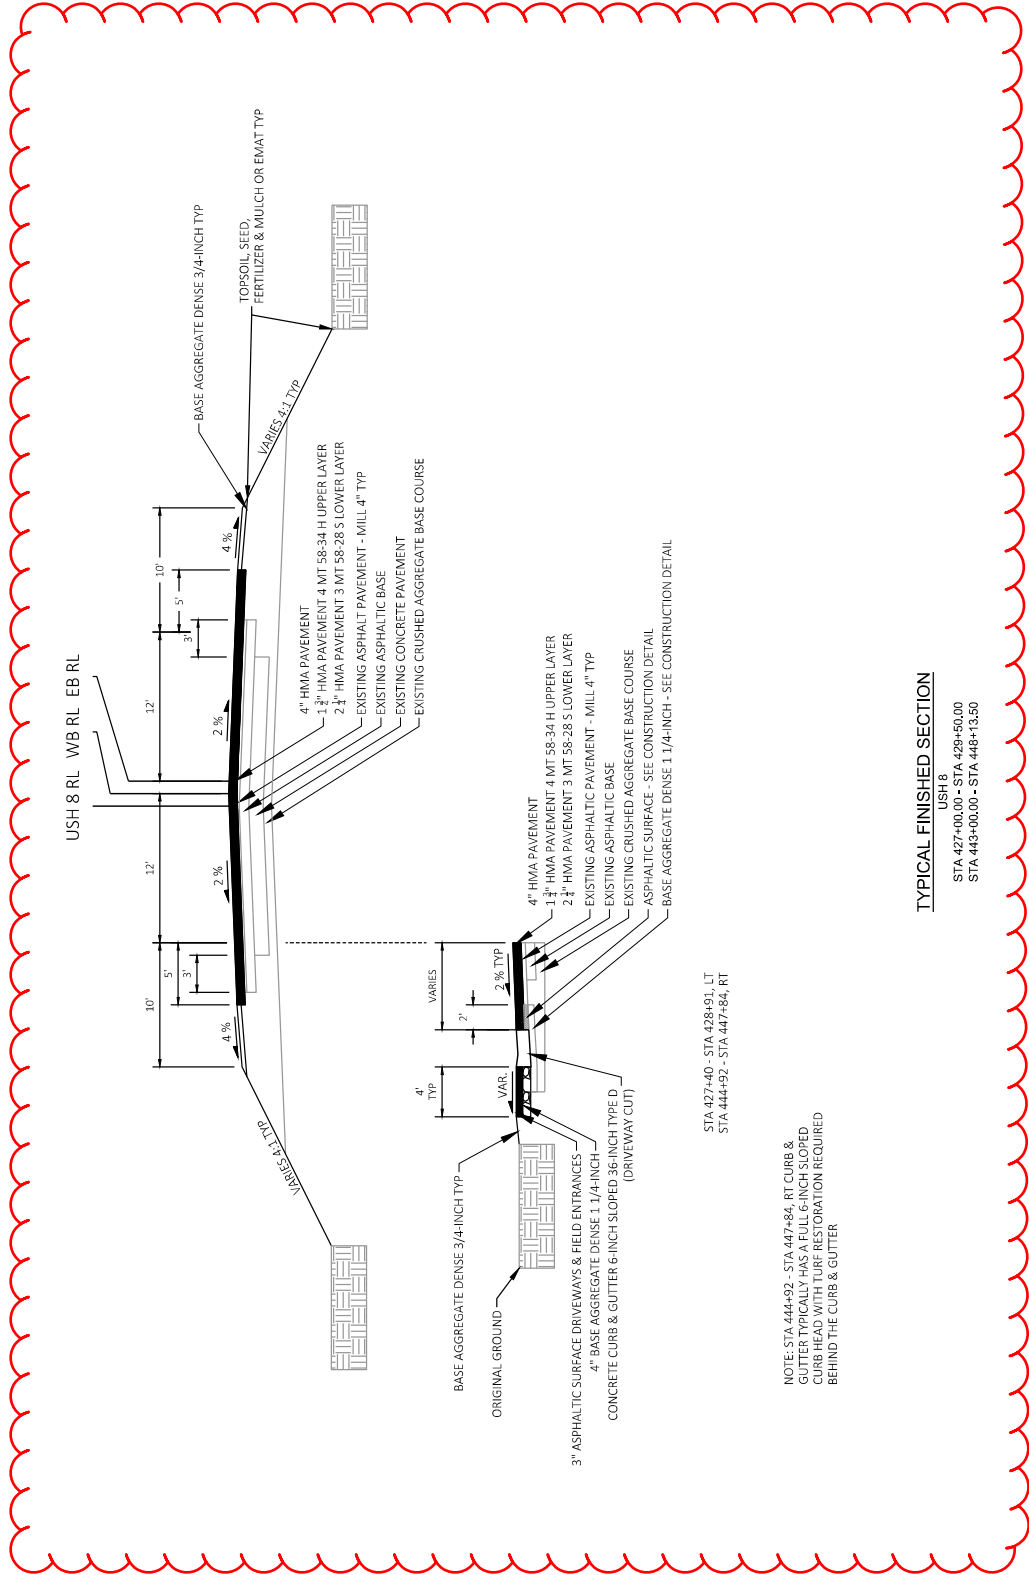 USH 8 RL WB RL EB RL
10'
12'
12'
10'
5'
5'
3'
3'
4 %
2 %
2 %
4 %
VARIES 4:1 TYP
VARIES 4:1 TYP
BASE AGGREGATE DENSE 3/4-INCH TYP
TOPSOIL, SEED,
FERTILIZER & MULCH OR EMAT TYP
4" HMA PAVEMENT
1 3/4" HMA PAVEMENT 4 MT 58-34 H UPPER LAYER
2 1/4" HMA PAVEMENT 3 MT 58-28 S LOWER LAYER
EXISTING ASPHALT PAVEMENT - MILL 4" TYP
EXISTING ASPHALTIC BASE
EXISTING CONCRETE PAVEMENT
EXISTING CRUSHED AGGREGATE BASE COURSE
4'
TYP
VARIES
2'
VAR.
2 % TYP
BASE AGGREGATE DENSE 3/4-INCH TYP
ORIGINAL GROUND
3" ASPHALTIC SURFACE DRIVEWAYS & FIELD ENTRANCES
4" BASE AGGREGATE DENSE 1 1/4-INCH
CONCRETE CURB & GUTTER 6-INCH SLOPED 36-INCH TYPE D
(DRIVEWAY CUT)
4" HMA PAVEMENT
1 3/4" HMA PAVEMENT 4 MT 58-34 H UPPER LAYER
2 1/4" HMA PAVEMENT 3 MT 58-28 S LOWER LAYER
EXISTING ASPHALTIC PAVEMENT - MILL 4" TYP
EXISTING ASPHALTIC BASE
EXISTING CRUSHED AGGREGATE BASE COURSE
ASPHALTIC SURFACE - SEE CONSTRUCTION DETAIL
BASE AGGREGATE DENSE 1 1/4-INCH - SEE CONSTRUCTION DETAIL
STA 427+40 - STA 428+91, LT
STA 444+92 - STA 447+84, RT
NOTE: STA 444+92 - STA 447+84, RT CURB &
GUTTER TYPICALLY HAS A FULL 6-INCH SLOPED
CURB HEAD WITH TURF RESTORATION REQUIRED
BEHIND THE CURB & GUTTER
TYPICAL FINISHED SECTION
USH 8
STA 427+00.00 - STA 429+50.00
STA 443+00.00 - STA 448+13.50